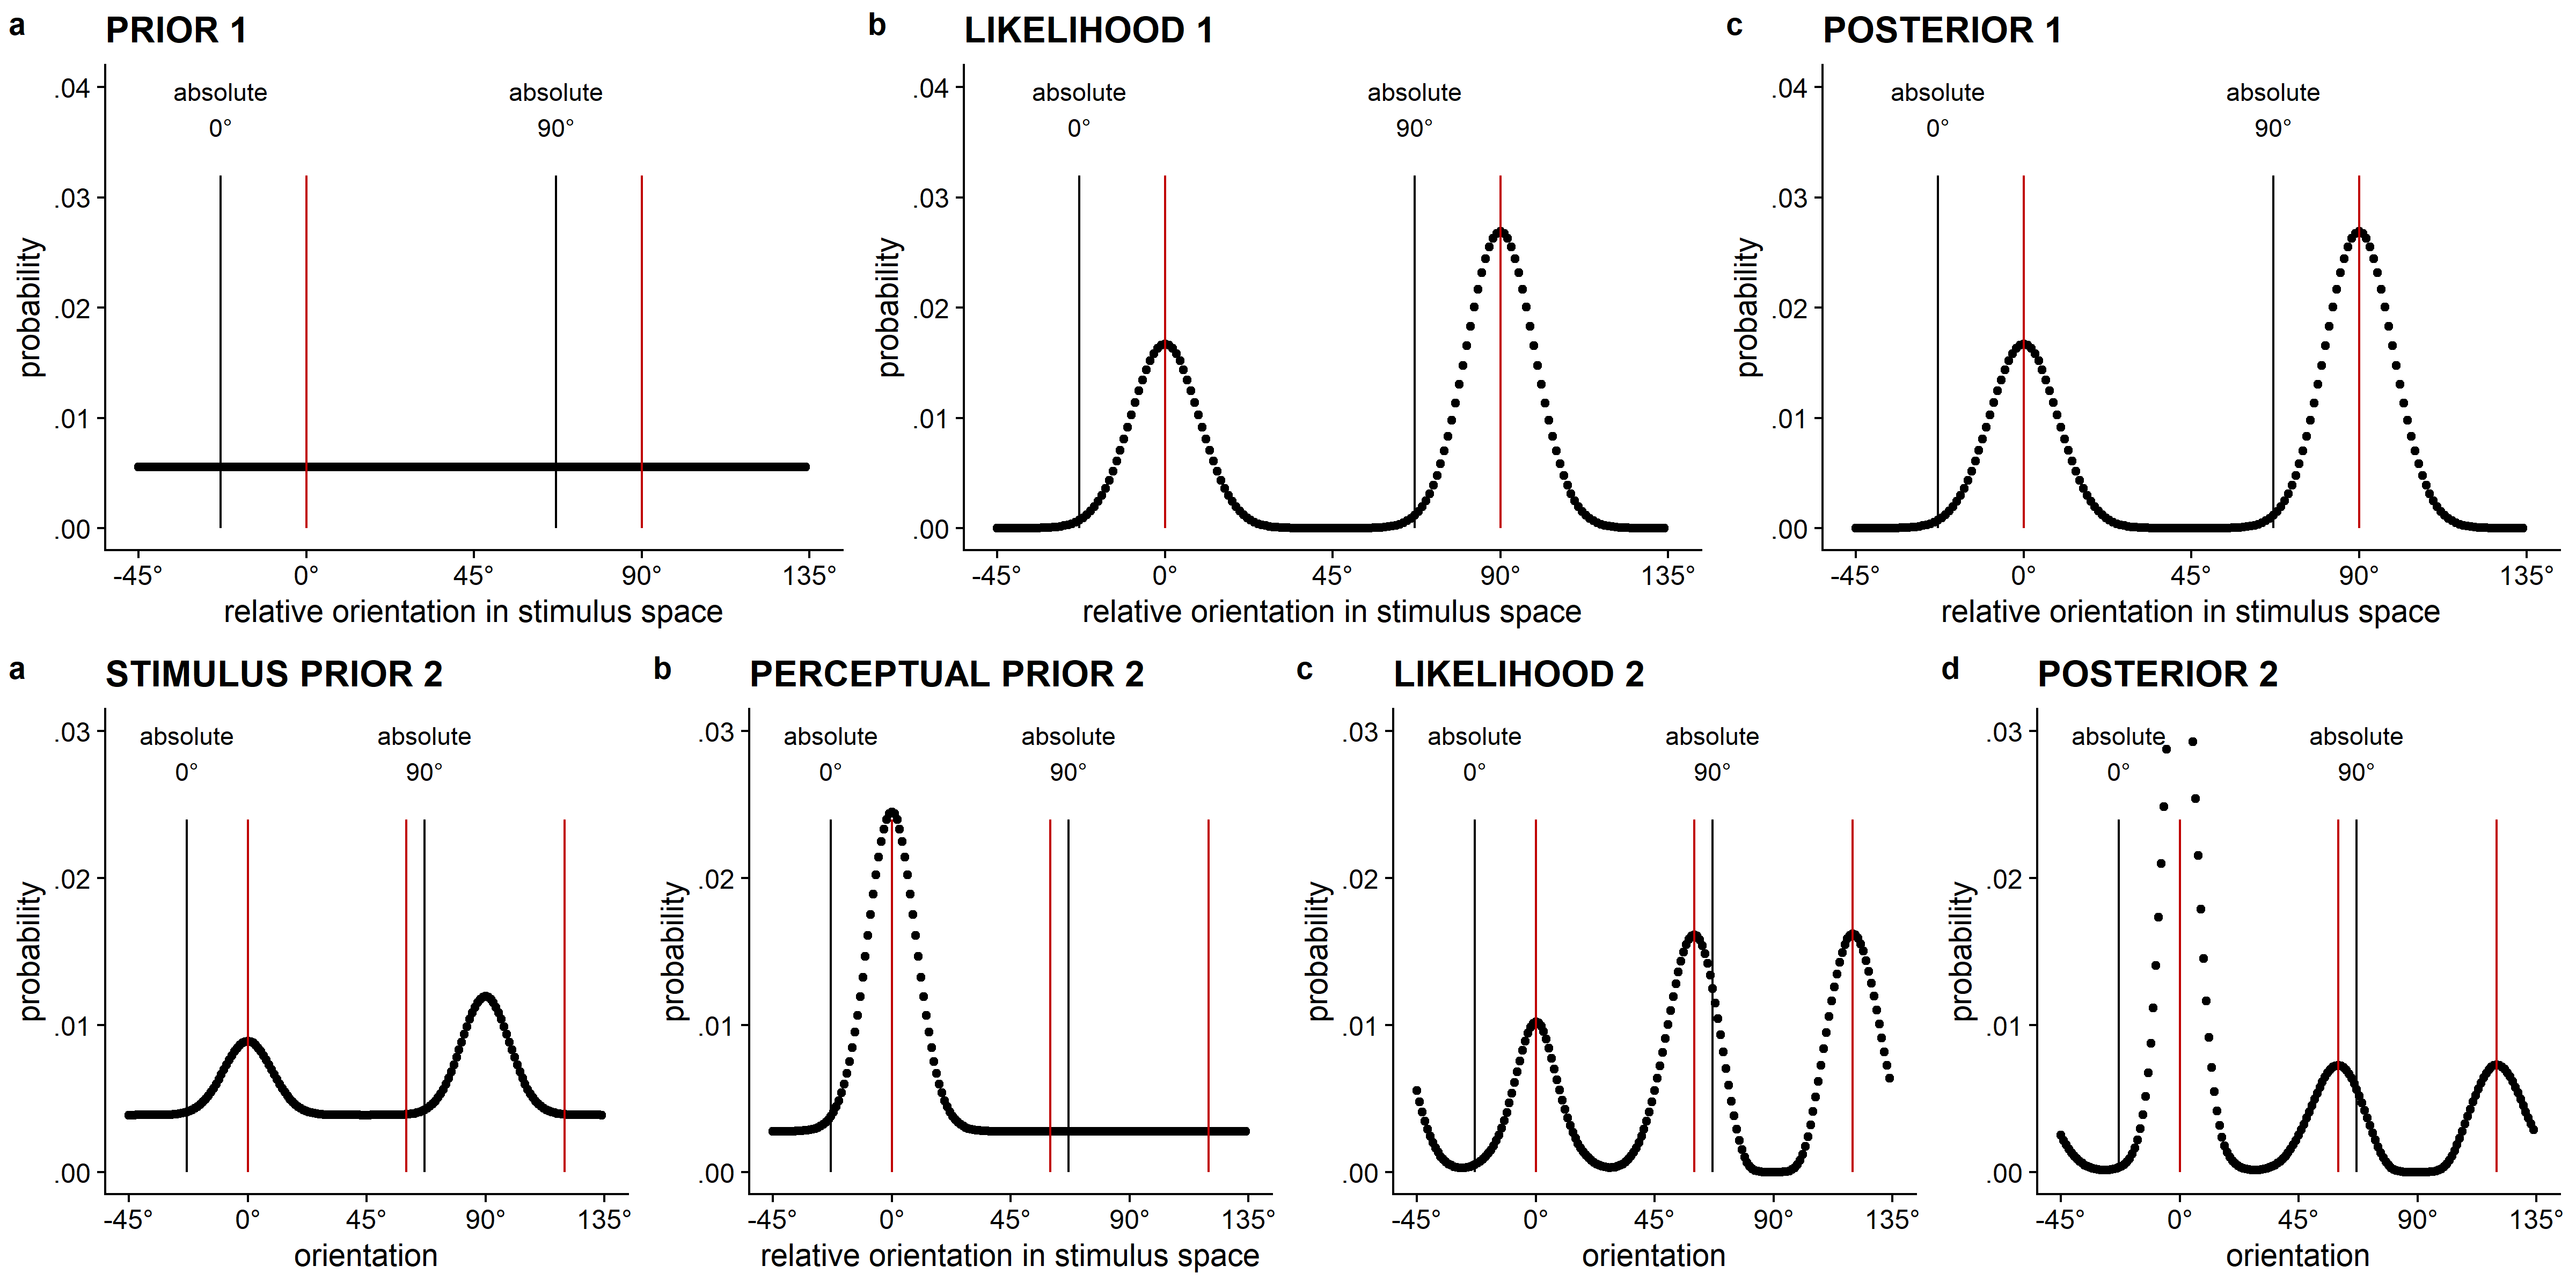 a PRIOR 1
.04
.03
.02
.01
.00
probability
absolute
0°
absolute
90°
-45° 0° 45° 90° 135°
relative orientation in stimulus space
b LIKELIHOOD 1
.04
.03
.02
.01
.00
probability
absolute
0°
absolute
90°
-45° 0° 45° 90° 135°
relative orientation in stimulus space
c POSTERIOR 1
.04
.03
.02
.01
.00
probability
absolute
0°
absolute
90°
-45° 0° 45° 90° 135°
relative orientation in stimulus space
a STIMULUS PRIOR 2
.03
.02
.01
.00
probability
absolute
0°
absolute
90°
-45° 0° 45° 90° 135°
orientation
b PERCEPTUAL PRIOR 2
.03
.02
.01
.00
probability
absolute
0°
absolute
90°
-45° 0° 45° 90° 135°
relative orientation in stimulus space
c LIKELIHOOD 2
.03
.02
.01
.00
probability
absolute
0°
absolute
90°
-45° 0° 45° 90° 135°
orientation
d POSTERIOR 2
.03
.02
.01
.00
probability
absolute
0°
absolute
90°
-45° 0° 45° 90° 135°
orientation